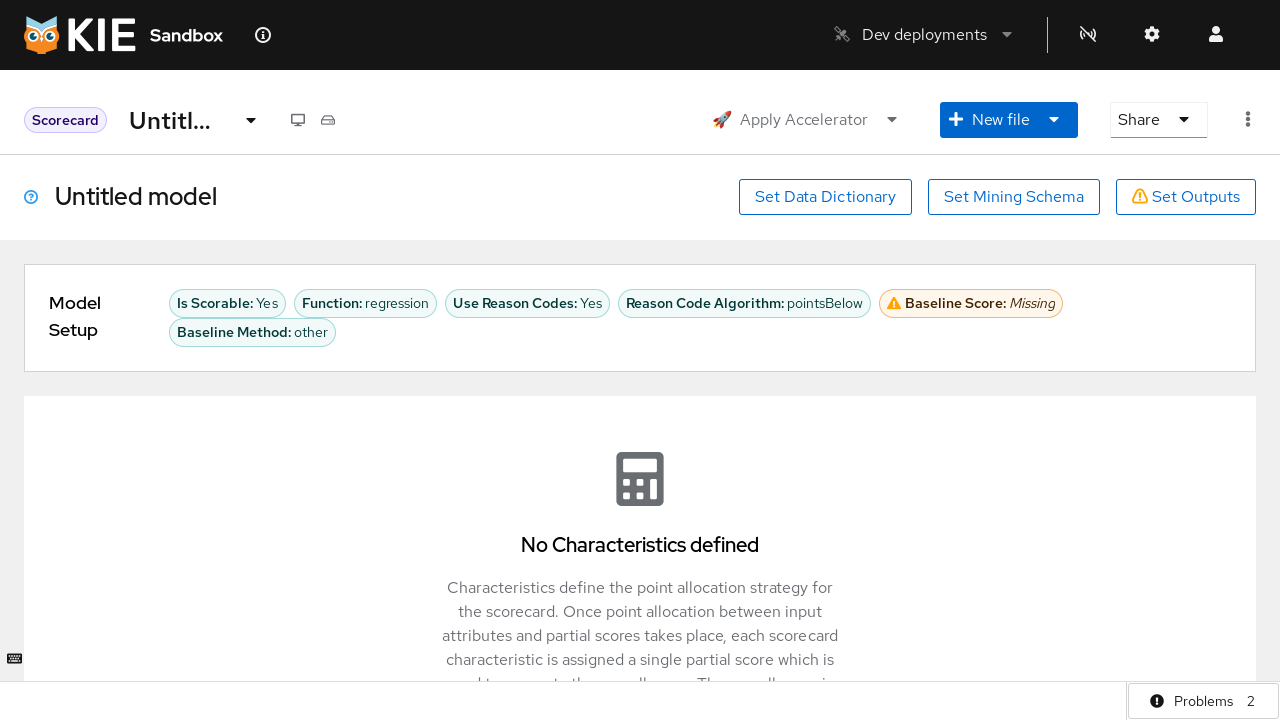 KIE Sandbox
Dev deployments
Scorecard
Untitl...
Apply Accelerator
New file
Share
Untitled model
Set Data Dictionary
Set Mining Schema
Set Outputs
Model
Setup
Is Scorable: Yes
Function: regression
Use Reason Codes: Yes
Reason Code Algorithm: pointsBelow
Baseline Score: Missing
Baseline Method: other
No Characteristics defined
Characteristics define the point allocation strategy for
the scorecard. Once point allocation between input
attributes and partial scores takes place, each scorecard
characteristic is assigned a single partial score which is
Problems 2